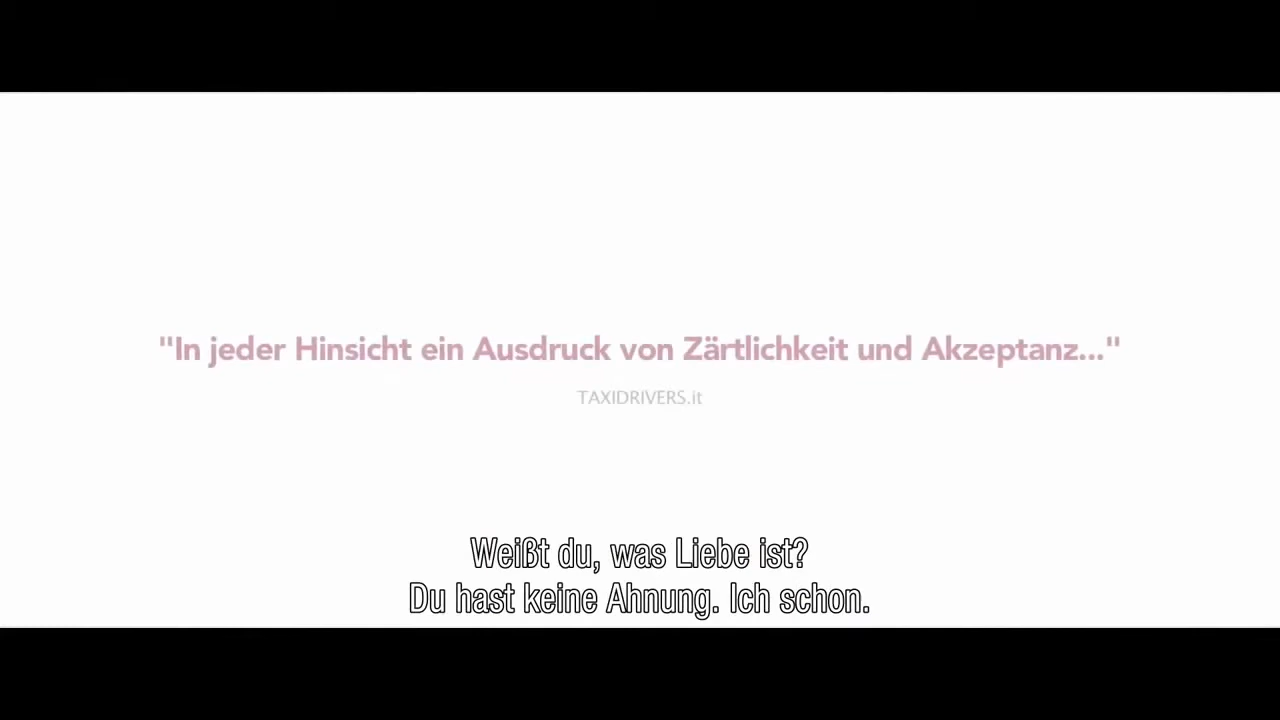 "In jeder Hinsicht ein Ausdruck von Zärtlichkeit und Akzeptanz..."
TAXIDRIVERS.it
Weißt du, was Liebe ist?
Du hast keine Ahnung. Ich schon.